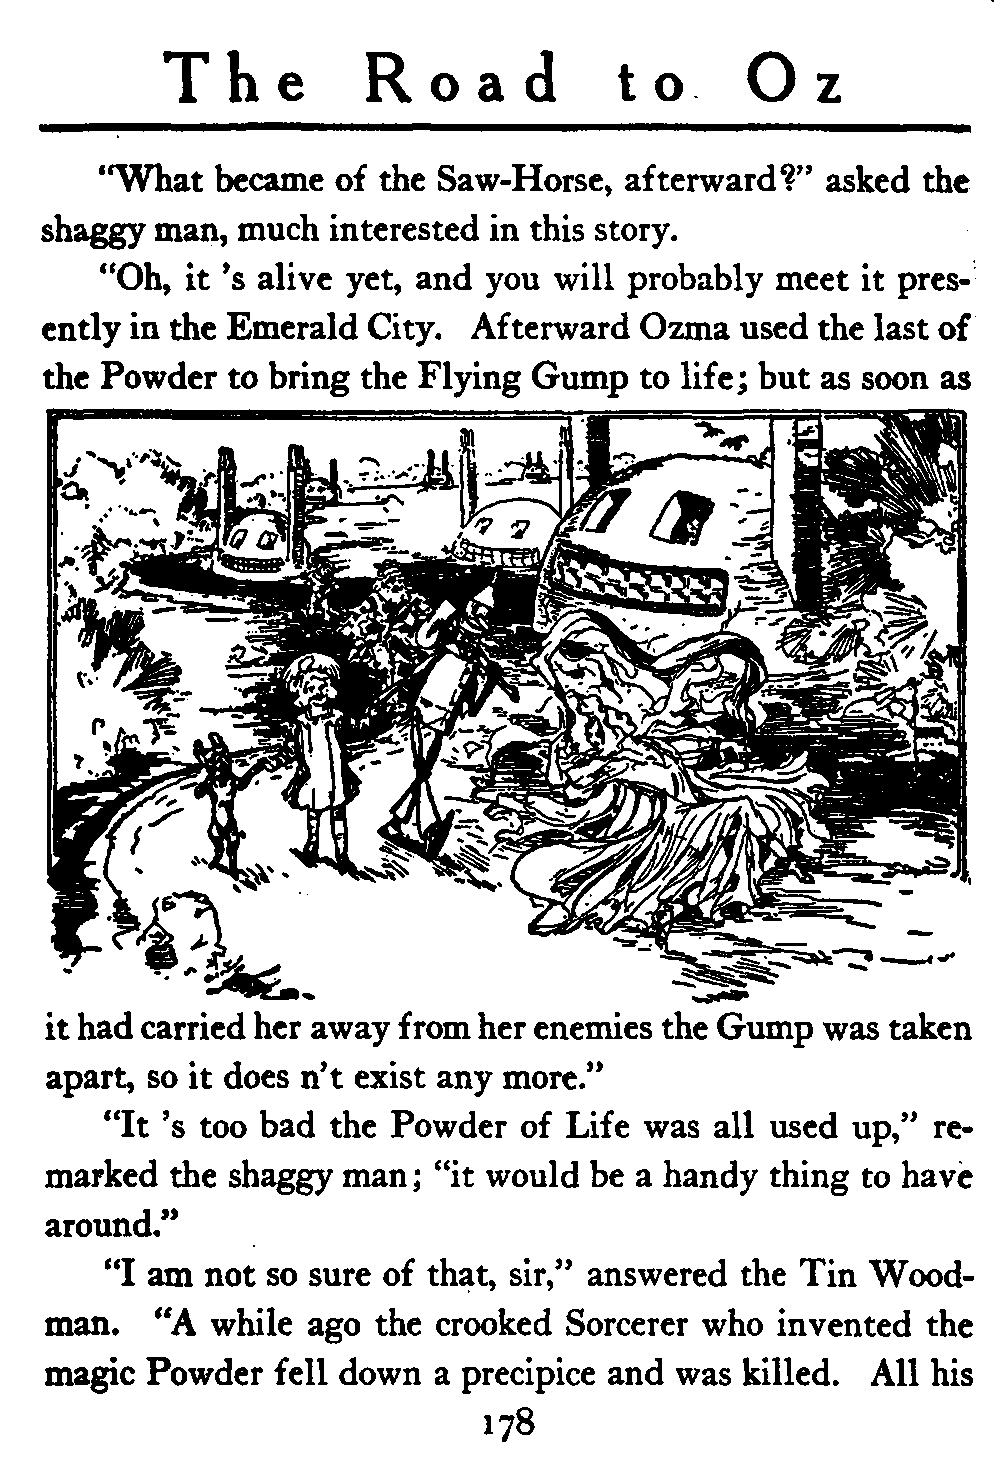 The Road to Oz
“What became of the Saw-Horse, afterward?” asked the
shaggy man, much interested in this story.
“Oh, it ’s alive yet, and you will probably meet it pres-
ently in the Emerald City. Afterward Ozma used the last of
the Powder to bring the Flying Gump to life; but as soon as
it had carried her away from her enemies the Gump was taken
apart, so it does n’t exist any more.”
“It ’s too bad the Powder of Life was all used up,” re-
marked the shaggy man; “it would be a handy thing to have
around.”
“I am not so sure of that, sir,” answered the Tin Wood-
man. “A while ago the crooked Sorcerer who invented the
magic Powder fell down a precipice and was killed. All his
178